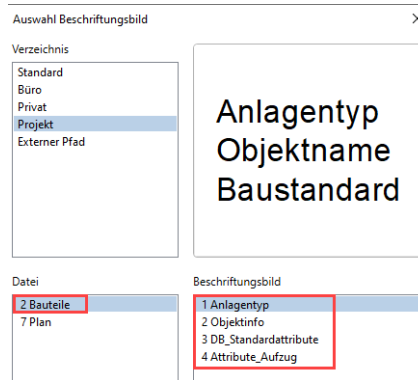 Auswahl Beschriftungsbild
Verzeichnis
Standard
Büro
Privat
Projekt
Externer Pfad
Anlagentyp
Objektname
Baustandard
Datei
2 Bauteile
7 Plan
Beschriftungsbild
1 Anlagentyp
2 Objektinfo
3 DB_Standardattribute
4 Attribute_Aufzug